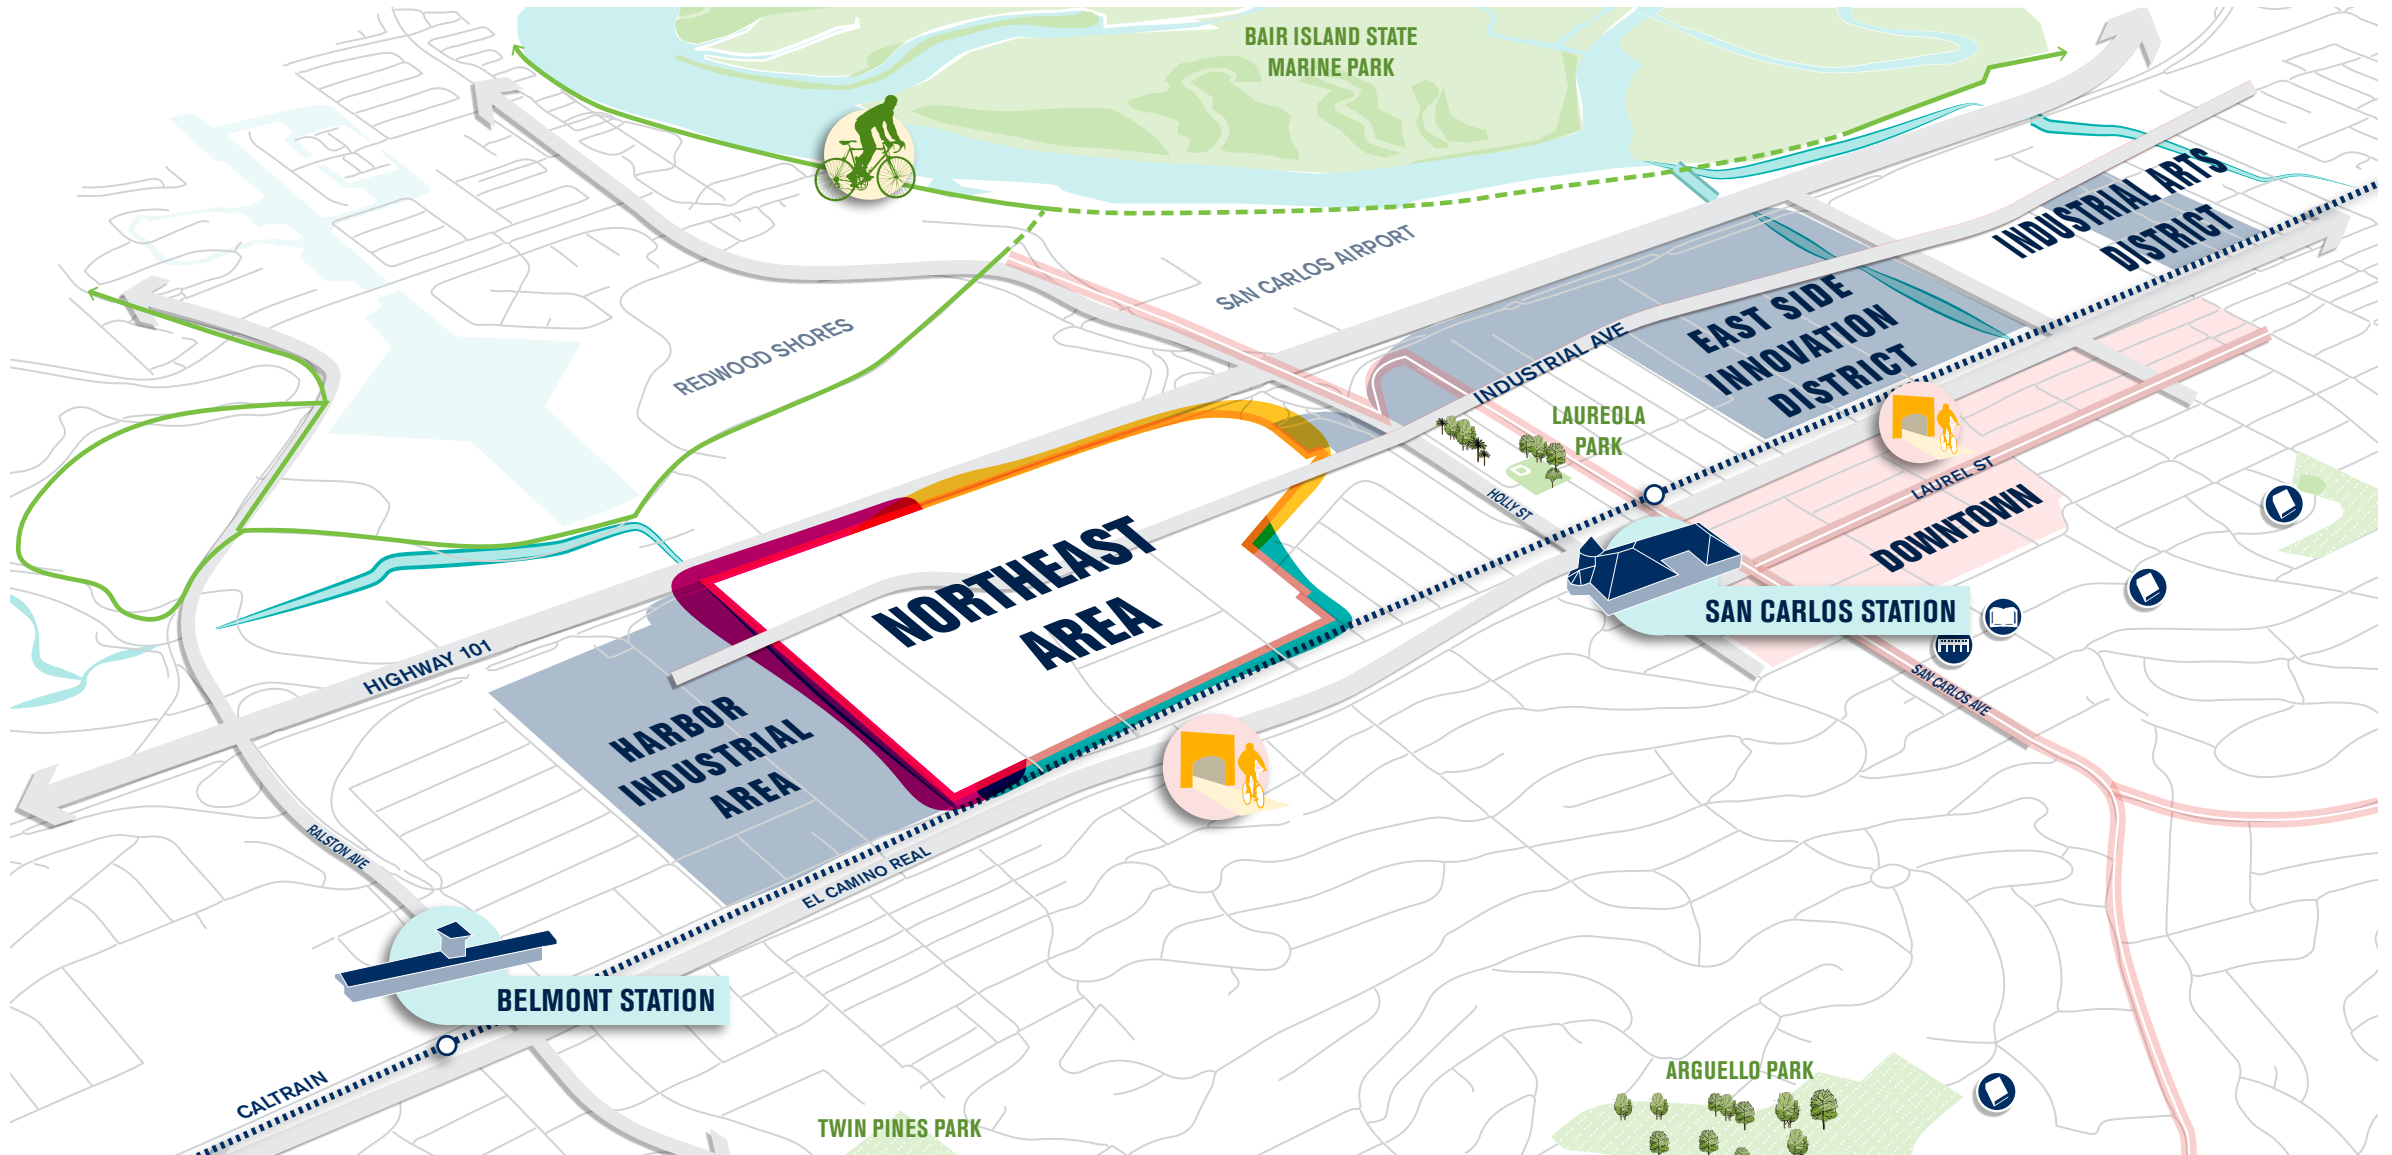 BAIR ISLAND STATE
MARINE PARK
SAN CARLOS AIRPORT
REDWOOD SHORES
INDUSTRIAL ARTS
DISTRICT
EAST SIDE
INNOVATION
DISTRICT
INDUSTRIAL AVE
LAUREOLA
PARK
HOLLY ST
LAUREL ST
DOWNTOWN
NORTHEAST
AREA
SAN CARLOS STATION
SAN CARLOS AVE
HIGHWAY 101
HARBOR
INDUSTRIAL
AREA
RALSTON AVE
EL CAMINO REAL
BELMONT STATION
CALTRAIN
TWIN PINES PARK
ARGUELLO PARK